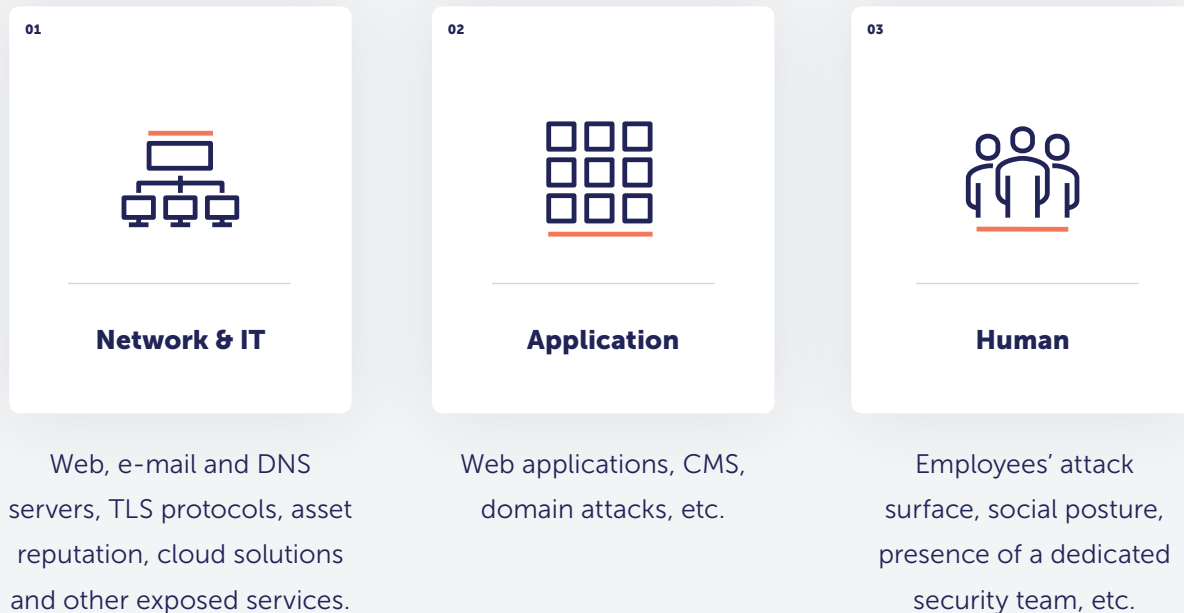 01
Network & IT
Web, e-mail and DNS
servers, TLS protocols, asset
reputation, cloud solutions
and other exposed services.
02
Application
Web applications, CMS,
domain attacks, etc.
03
Human
Employees’ attack
surface, social posture,
presence of a dedicated
security team, etc.